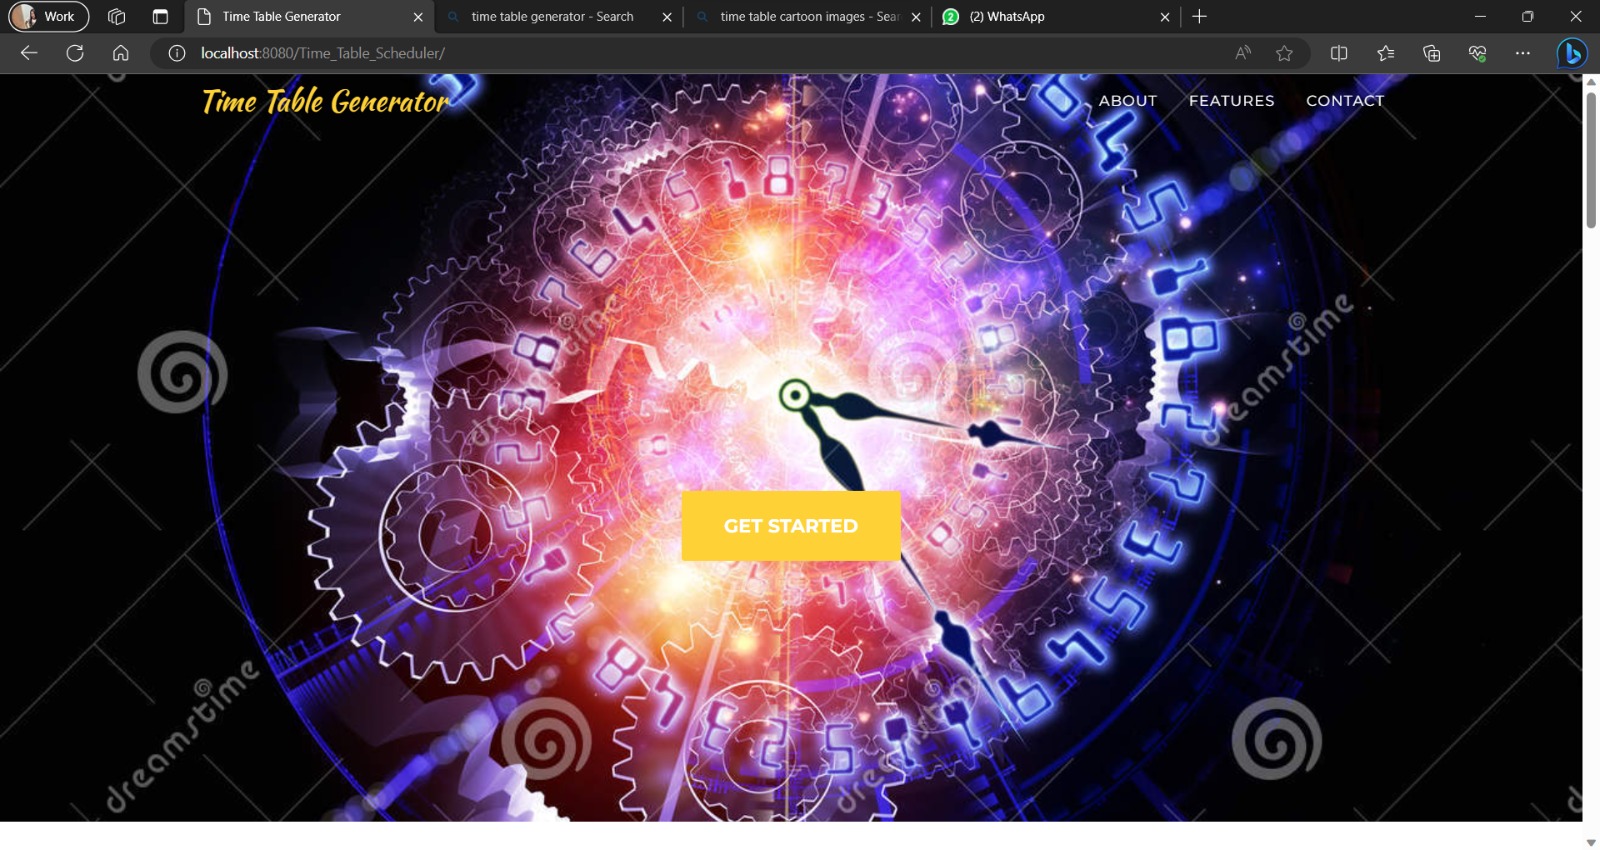 Work
Time Table Generator
time table generator - Search
time table cartoon images - Sear
(2) WhatsApp
localhost:8080/Time_Table_Scheduler/
Time Table Generator
ABOUT
FEATURES
CONTACT
GET STARTED
dreamstime
dreamstime
dreamstime
dreamstime